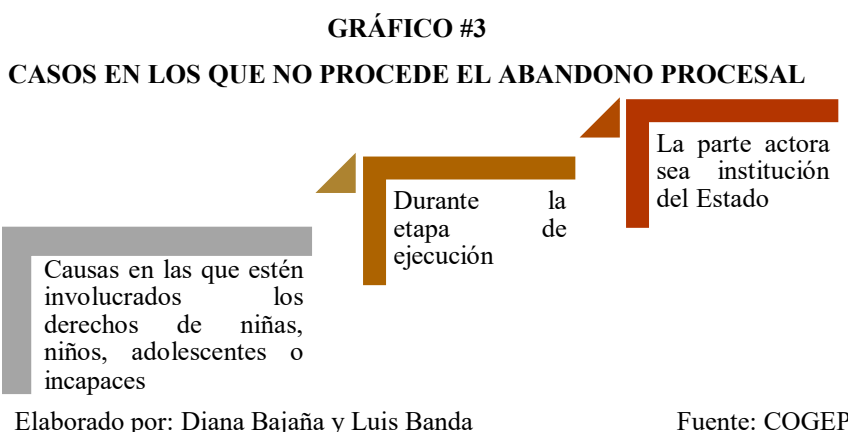 GRÁFICO #3
CASOS EN LOS QUE NO PROCEDE EL ABANDONO PROCESAL
Causas en las que estén
involucrados los
derechos de niñas,
niños, adolescentes o
incapaces
Durante la
etapa de
ejecución
La parte actora
sea institución
del Estado
Elaborado por: Diana Bajaña y Luis Banda Fuente: COGEP